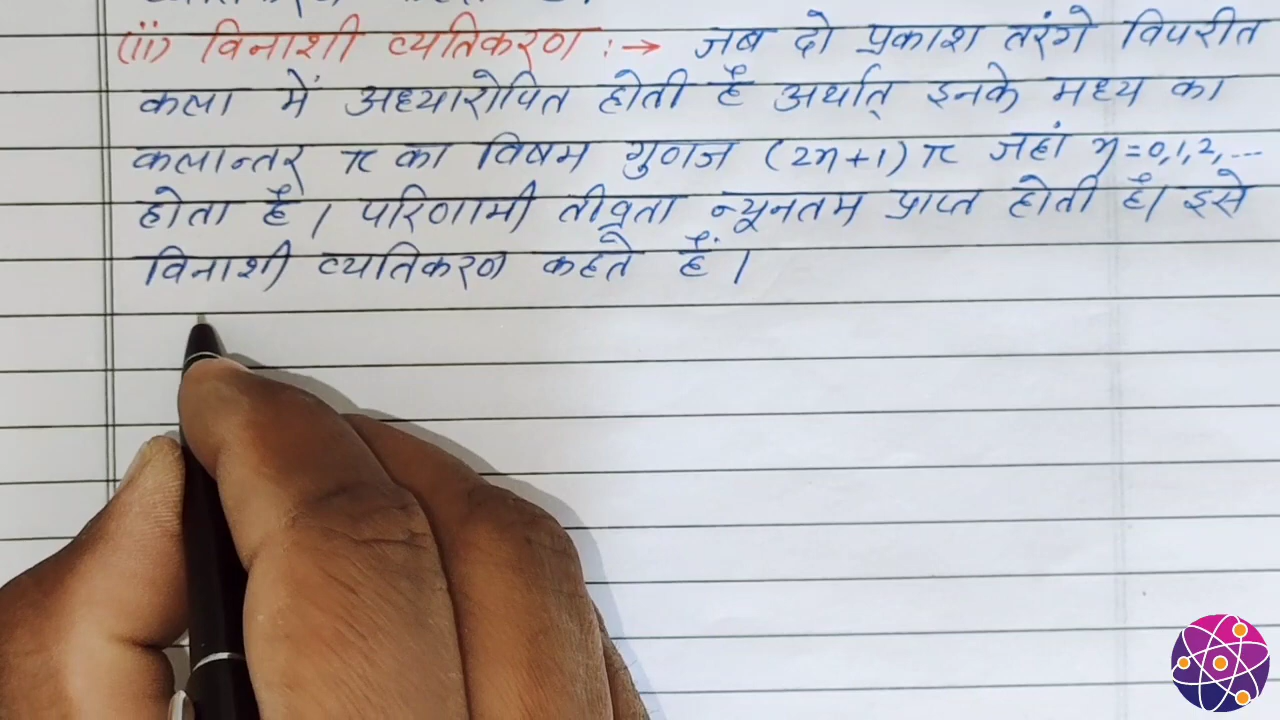 (ii) विनाशी व्यतिकरण :→ जब दो प्रकाश तरंगे विपरीत
कला में अध्यारोपित होती है अर्थात् इनके मध्य का
कलान्तर π का विषम गुणज (2n+1) π जहां n=0,1,2,---
होता है। परिणामी तीव्रता न्यूनतम प्राप्त होती है। इसे
विनाशी व्यतिकरण कहते हैं।